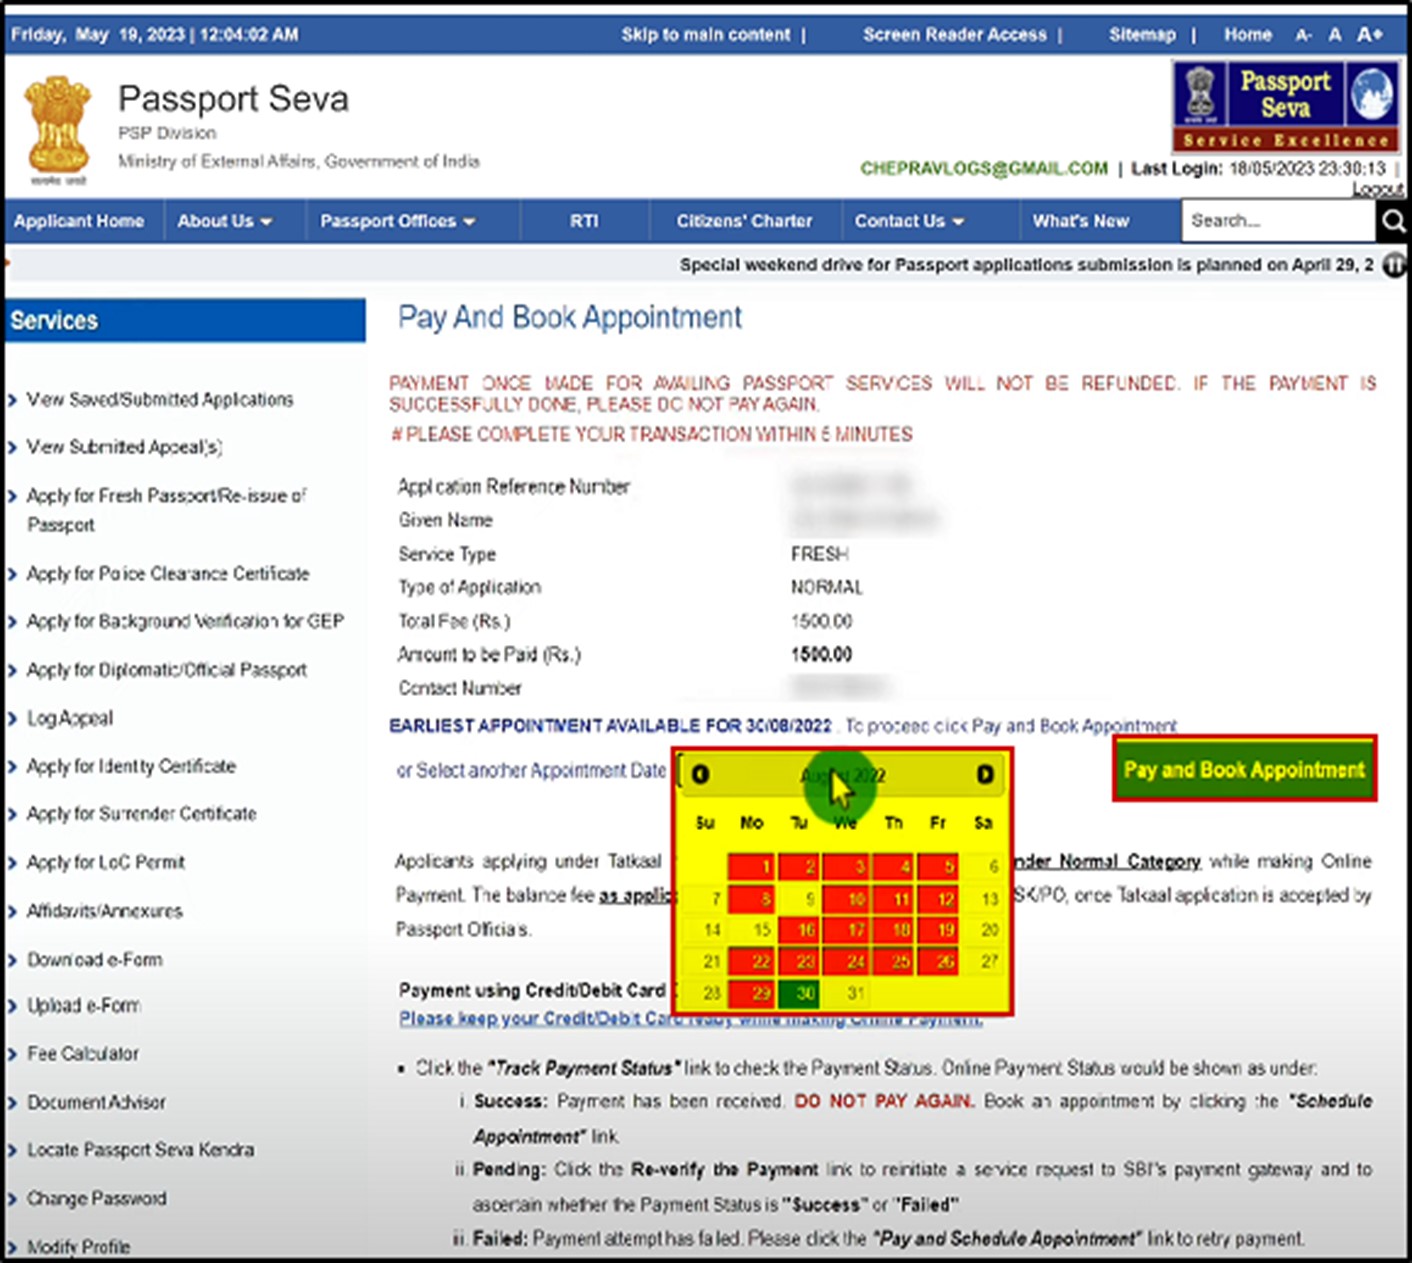 Friday, May 19, 2023 | 12:04:02 AM
Skip to main content |
Screen Reader Access |
Sitemap |
Home
A- A A+
Passport Seva
PSP Division
Ministry of External Affairs, Government of India
Passport Seva
Service Excellence
CHEPRAVLOGS@GMAIL.COM | Last Login: 18/05/2023 23:30:13 |
Logout
Applicant Home
About Us
Passport Offices
RTI
Citizens' Charter
Contact Us
What's New
Search...
Special weekend drive for Passport applications submission is planned on April 29, 2
Services
View Saved/Submitted Applications
View Submitted Appeal(s)
Apply for Fresh Passport/Re-issue of
Passport
Apply for Police Clearance Certificate
Apply for Background Verification for GEP
Apply for Diplomatic/Official Passport
Log Appeal
Apply for Identity Certificate
Apply for Surrender Certificate
Apply for LoC Permit
Affidavits/Annexures
Download e-Form
Upload e-Form
Fee Calculator
Document Advisor
Locate Passport Seva Kendra
Change Password
Modify Profile
Pay And Book Appointment
PAYMENT ONCE MADE FOR AVAILING PASSPORT SERVICES WILL NOT BE REFUNDED. IF THE PAYMENT IS
SUCCESSFULLY DONE, PLEASE DO NOT PAY AGAIN.
# PLEASE COMPLETE YOUR TRANSACTION WITHIN 5 MINUTES
Application Reference Number
Given Name
Service Type FRESH
Type of Application NORMAL
Total Fee (Rs.) 1500.00
Amount to be Paid (Rs.) 1500.00
Contact Number
EARLIEST APPOINTMENT AVAILABLE FOR 30/08/2022 . To proceed click Pay and Book Appointment
or Select another Appointment Date
August 2022
Su Mo Tu We Th Fr Sa
1 2 3 4 5 6
7 8 9 10 11 12 13
14 15 16 17 18 19 20
21 22 23 24 25 26 27
28 29 30 31
Pay and Book Appointment
Applicants applying under Tatkaal nder Normal Category while making Online
Payment. The balance fee as applic SK/PO, once Tatkaal application is accepted by
Passport Officials.
Payment using Credit/Debit Card
Please keep your Credit/Debit Card ready while making Online Payment.
• Click the "Track Payment Status" link to check the Payment Status. Online Payment Status would be shown as under:
i. Success: Payment has been received. DO NOT PAY AGAIN. Book an appointment by clicking the "Schedule
Appointment" link.
ii. Pending: Click the Re-verify the Payment link to reinitiate a service request to SBI"s payment gateway and to
ascertain whether the Payment Status is "Success" or "Failed"
iii. Failed: Payment attempt has failed. Please click the "Pay and Schedule Appointment" link to retry payment.